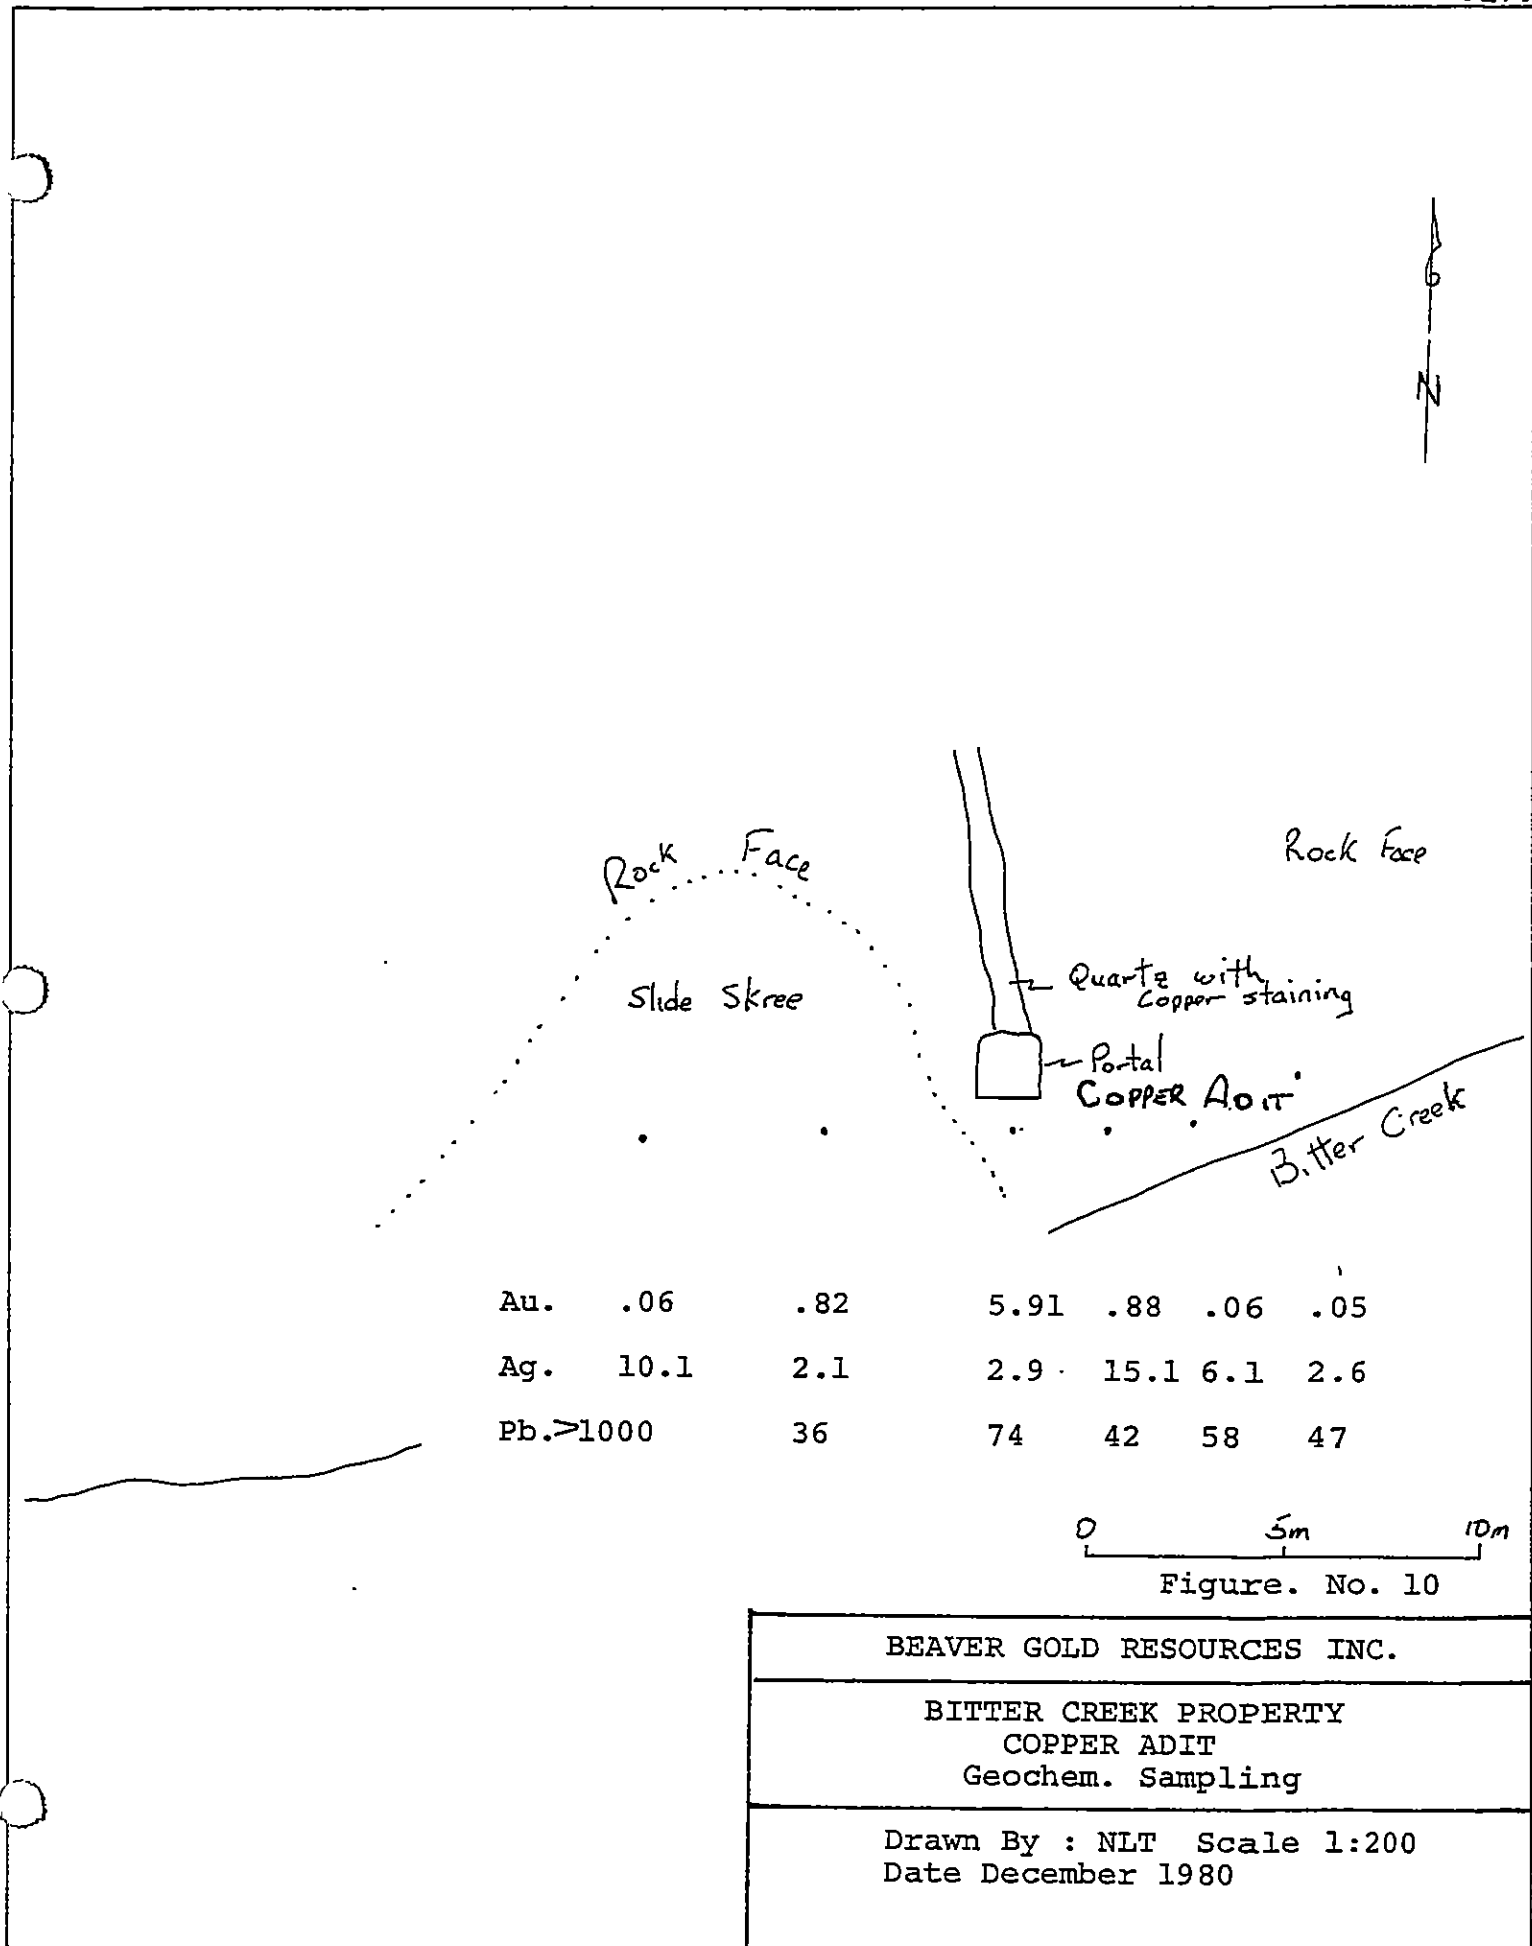 N
Rock Face
Rock Face
Slide Skree
Quartz with
Copper staining
Portal
COPPER ADIT
Bitter Creek
Au. .06 .82 5.91 .88 .06 .05
Ag. 10.1 2.1 2.9 15.1 6.1 2.6
Pb.>1000 36 74 42 58 47
0 5m 10m
Figure. No. 10
BEAVER GOLD RESOURCES INC.
BITTER CREEK PROPERTY
COPPER ADIT
Geochem. Sampling
Drawn By : NLT Scale 1:200
Date December 1980